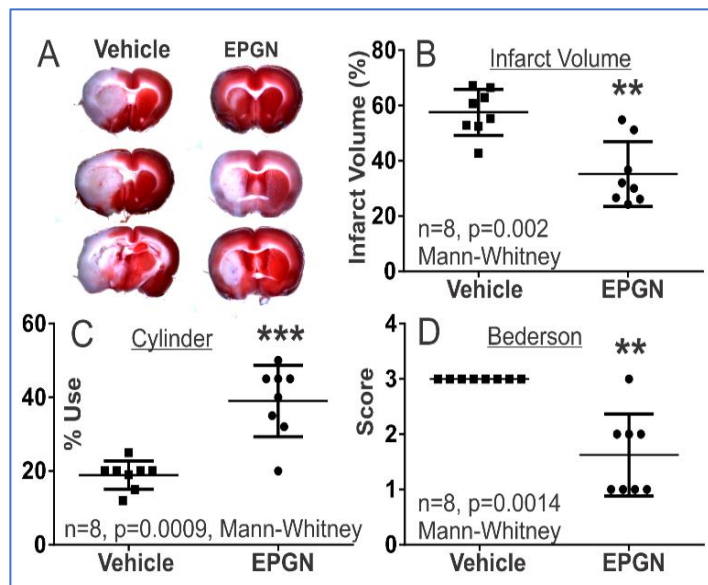 A
Vehicle
EPGN
B
Infarct Volume
**
Infarct Volume (%)
80
60
40
20
0
n=8, p=0.002
Mann-Whitney
Vehicle
EPGN
C
Cylinder
***
% Use
60
40
20
0
n=8, p=0.0009, Mann-Whitney
Vehicle
EPGN
D
Bederson
**
Score
4
3
2
1
0
n=8, p=0.0014
Mann-Whitney
Vehicle
EPGN